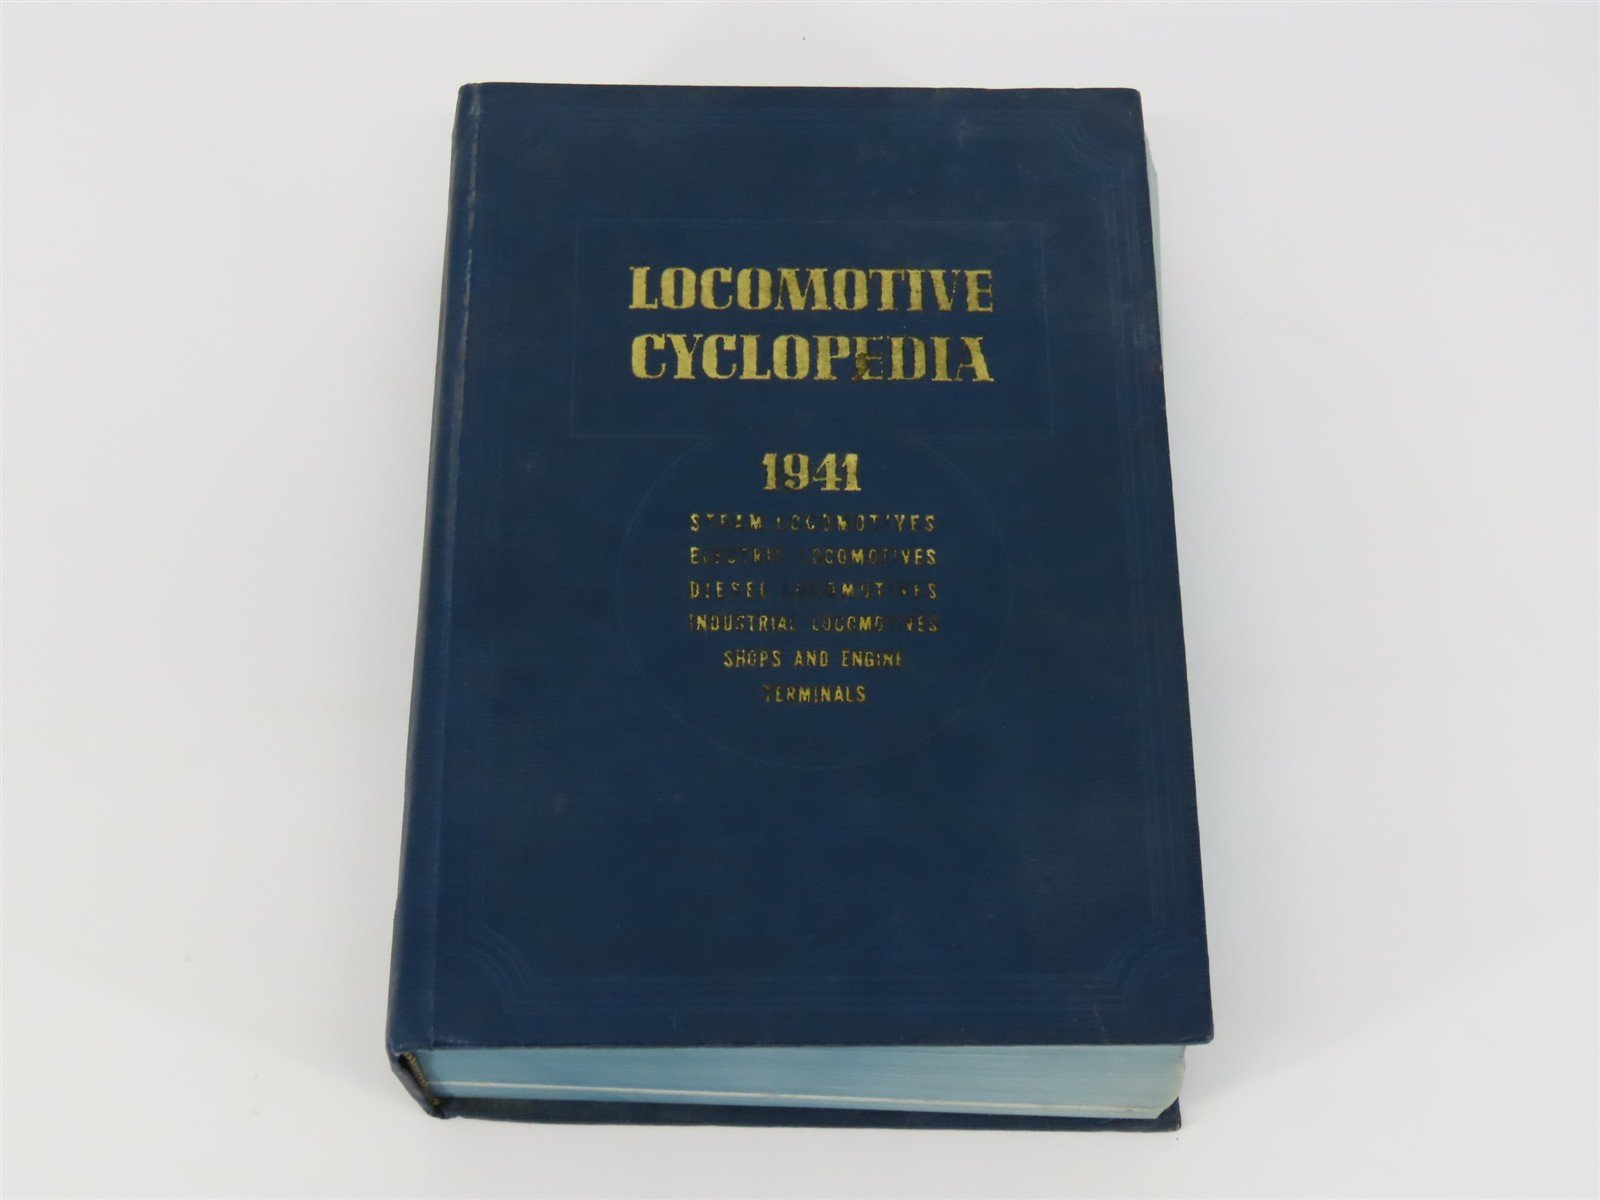 LOCOMOTIVE
CYCLOPEDIA
1941
STEAM LOCOMOTIVES
ELECTRIC LOCOMOTIVES
DIESEL LOCOMOTIVES
INDUSTRIAL LOCOMOTIVES
SHOPS AND ENGINE
TERMINALS